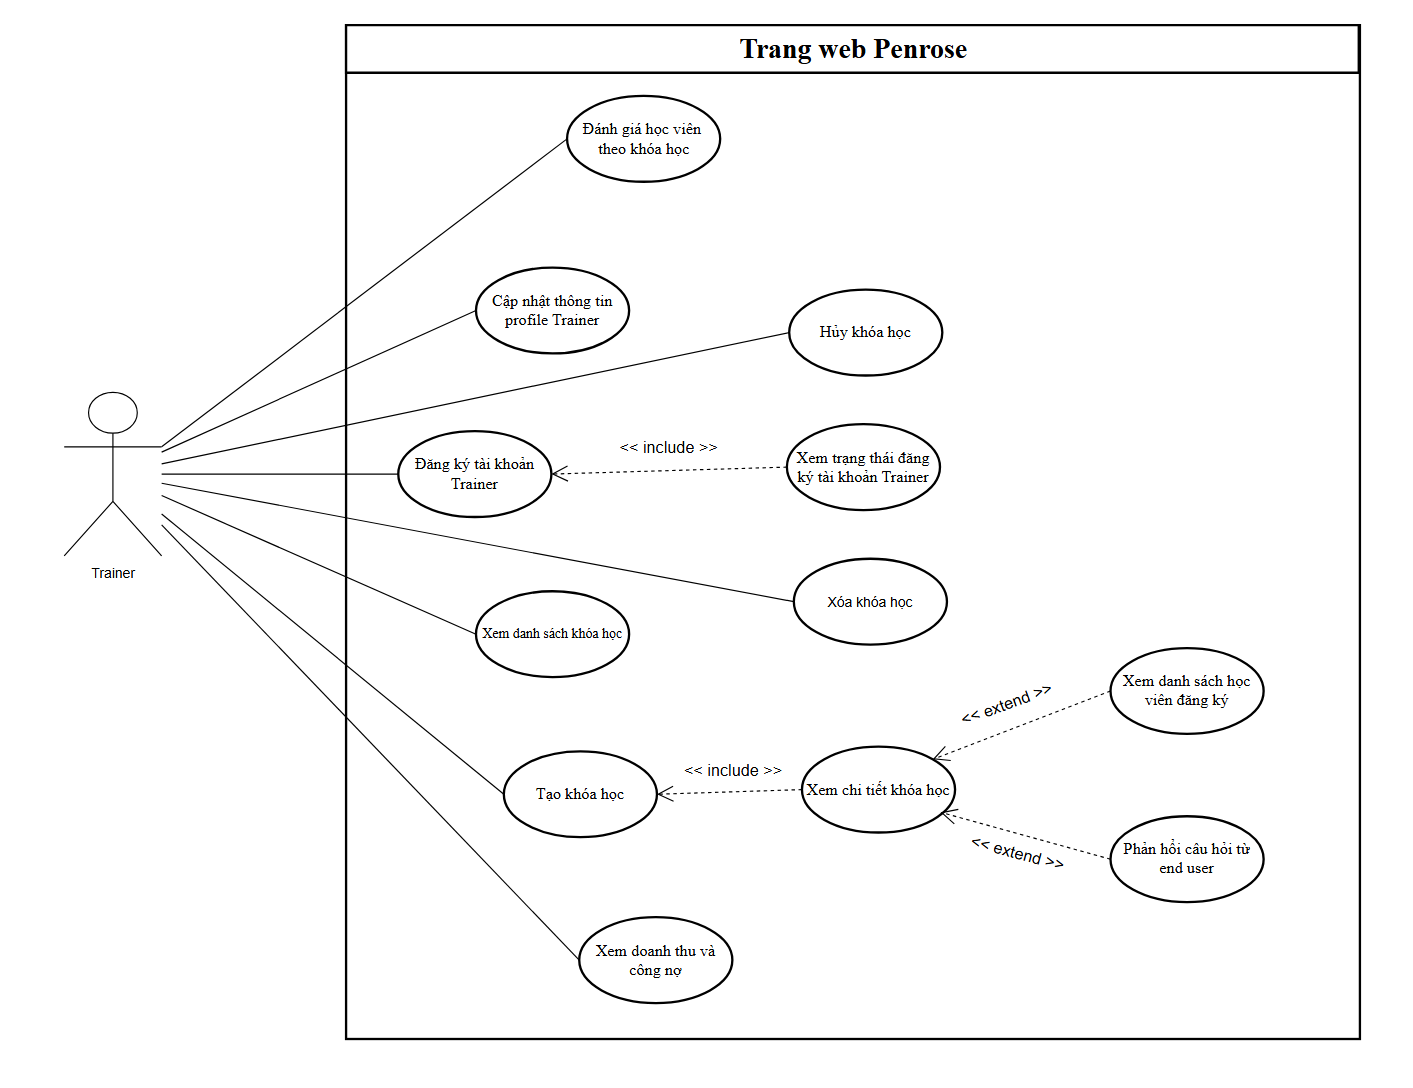 Trang web Penrose
Đánh giá học viên
theo khóa học
Cập nhật thông tin
profile Trainer
Hủy khóa học
<< include >>
Đăng ký tài khoản
Trainer
Xem trạng thái đăng
ký tài khoản Trainer
Trainer
Xóa khóa học
Xem danh sách khóa học
Xem danh sách học
viên đăng ký
<< extend >>
<< include >>
Tạo khóa học
Xem chi tiết khóa học
<< extend >>
Phản hồi câu hỏi từ
end user
Xem doanh thu và
công nợ